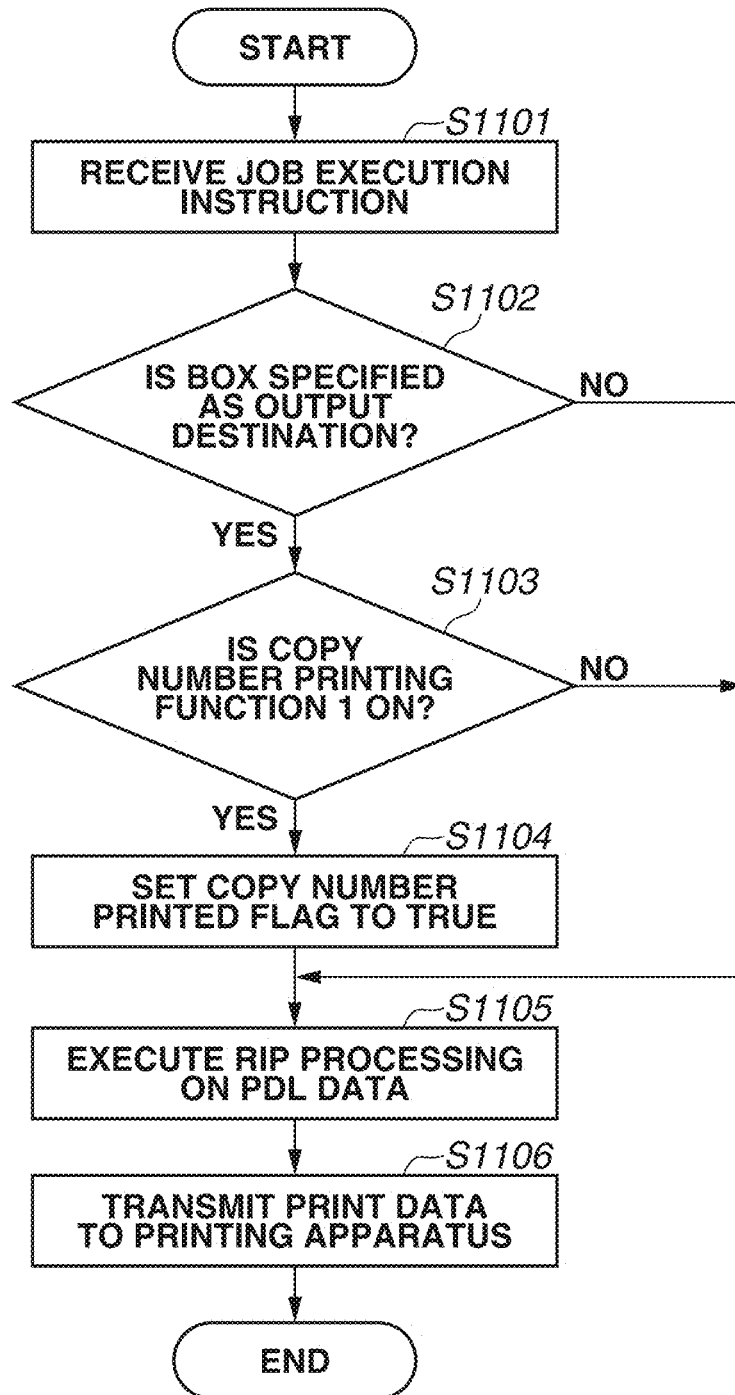 START
S1101
RECEIVE JOB EXECUTION
INSTRUCTION
S1102
IS BOX SPECIFIED
AS OUTPUT
DESTINATION?
NO
YES
S1103
IS COPY
NUMBER PRINTING
FUNCTION 1 ON?
NO
YES
S1104
SET COPY NUMBER
PRINTED FLAG TO TRUE
S1105
EXECUTE RIP PROCESSING
ON PDL DATA
S1106
TRANSMIT PRINT DATA
TO PRINTING APPARATUS
END